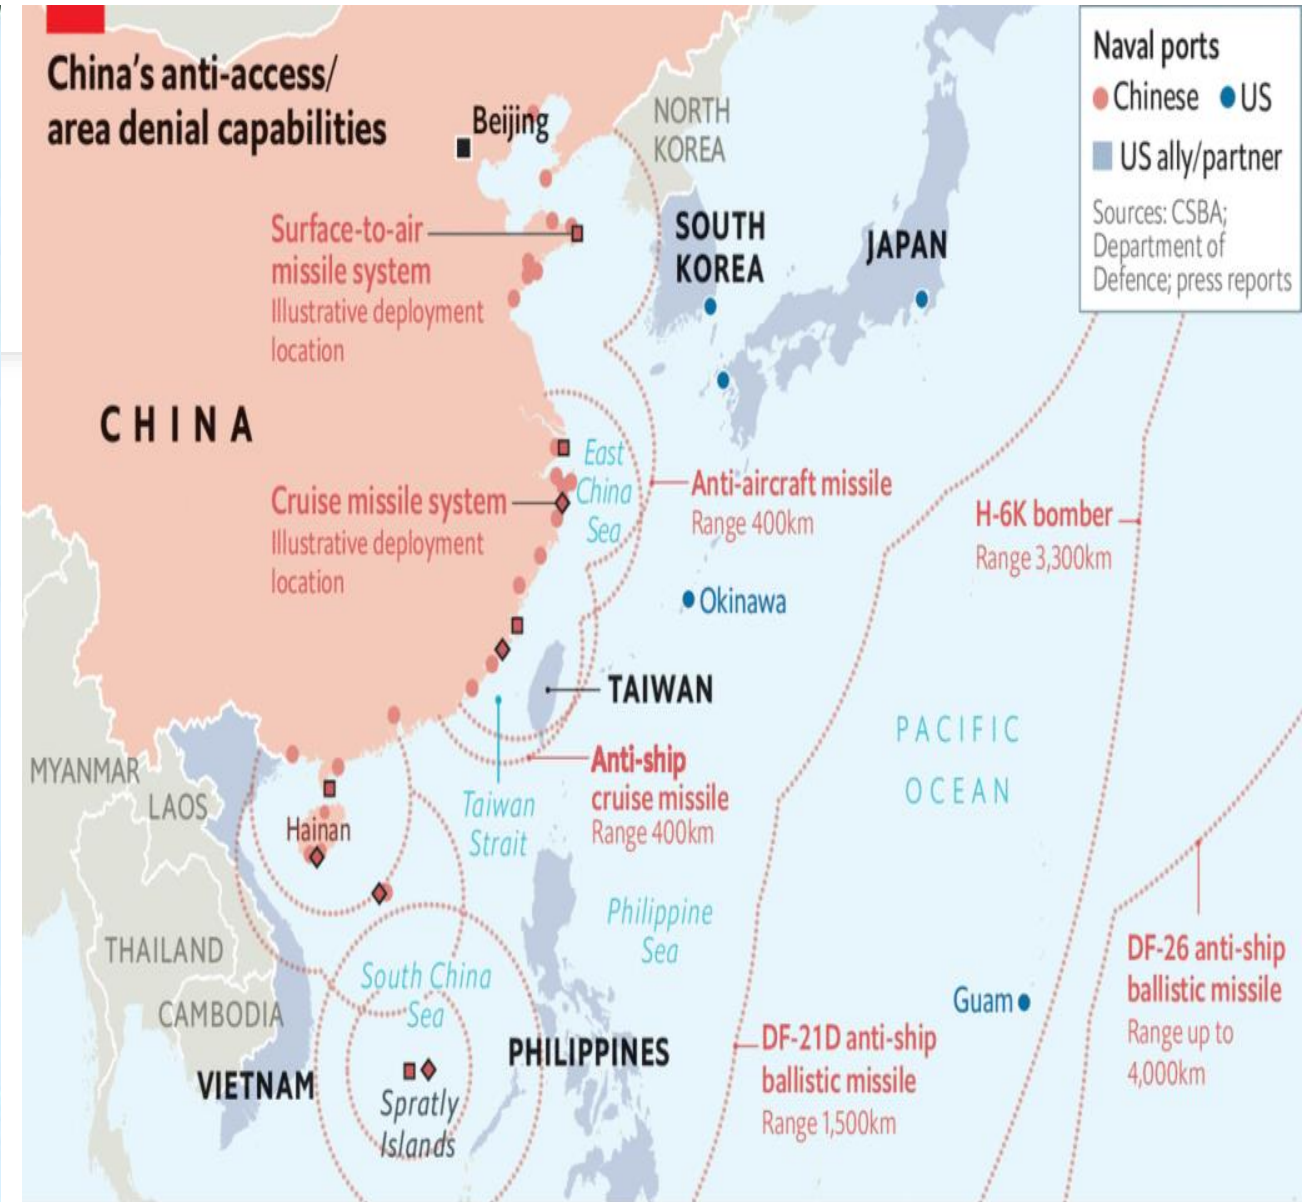 China's anti-access/
area denial capabilities
Naval ports
Chinese
US
US ally/partner
Sources: CSBA;
Department of
Defence; press reports
Beijing
NORTH
KOREA
SOUTH
KOREA
JAPAN
Surface-to-air
missile system
Illustrative deployment
location
CHINA
East
China
Sea
Anti-aircraft missile
Range 400km
H-6K bomber
Range 3,300km
Cruise missile system
Illustrative deployment
location
Okinawa
TAIWAN
PACIFIC
OCEAN
MYANMAR
LAOS
Hainan
Taiwan
Strait
Anti-ship
cruise missile
Range 400km
Philippine
Sea
THAILAND
CAMBODIA
VIETNAM
South China
Sea
PHILIPPINES
Spratly
Islands
Guam
DF-21D anti-ship
ballistic missile
Range 1,500km
DF-26 anti-ship
ballistic missile
Range up to
4,000km